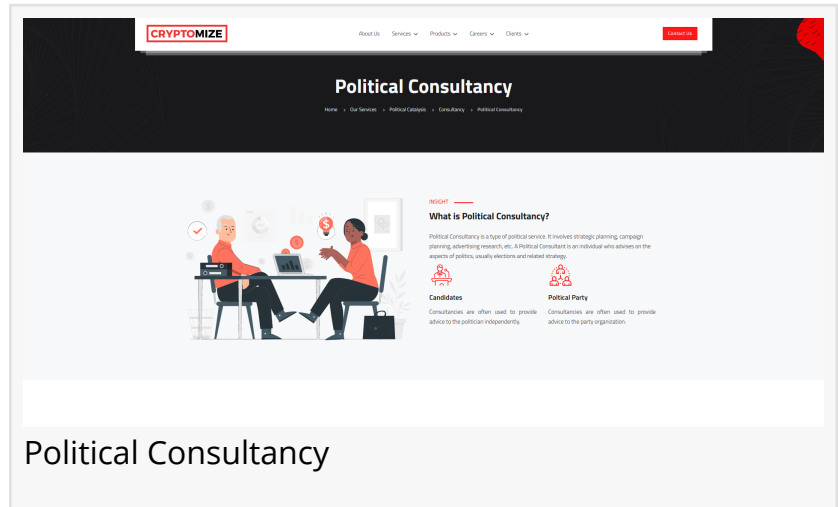 CRYPTOMIZE
About Us Services Products Careers Clients
Contact Us
Political Consultancy
Home › Our Services › Political Catalysis › Consultancy › Political Consultancy
INSIGHT
What is Political Consultancy?
Political Consultancy is a type of political service. It involves strategic planning, campaign
planning, advertising research, etc. A Political Consultant is an individual who advises on the
aspects of politics, usually elections and related strategy.
Candidates
Consultancies are often used to provide
advice to the politician independently.
Poltical Party
Consultancies are often used to provide
advice to the party organization.
Political Consultancy